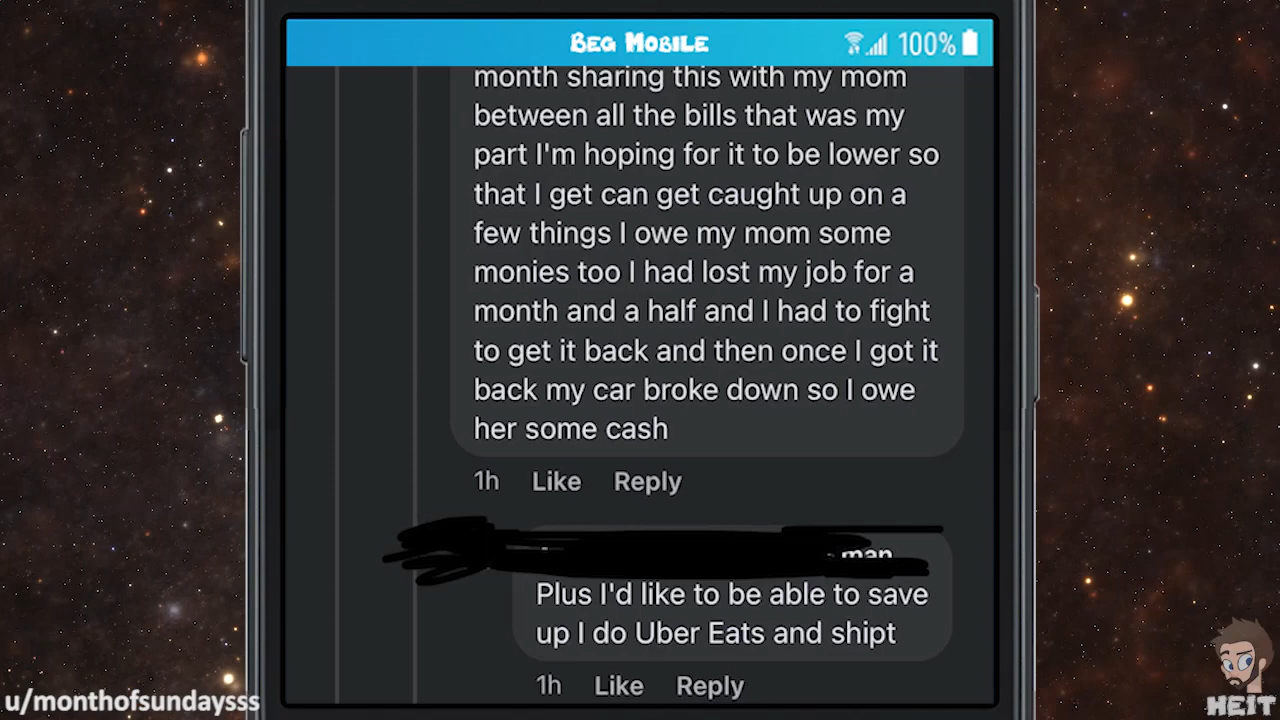 BEG MOBILE
100%
month sharing this with my mom
between all the bills that was my
part I'm hoping for it to be lower so
that I get can get caught up on a
few things I owe my mom some
monies too I had lost my job for a
month and a half and I had to fight
to get it back and then once I got it
back my car broke down so I owe
her some cash
1h Like Reply
man
Plus I'd like to be able to save
up I do Uber Eats and shipt
1h Like Reply
u/monthofsundaysss
HEIT